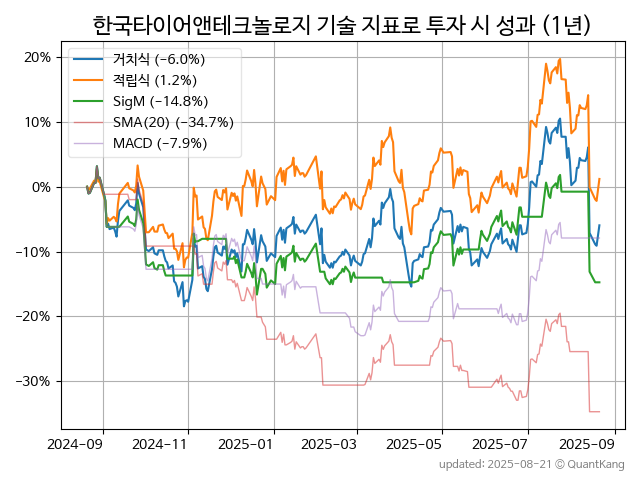 한국타이어앤테크놀로지 기술 지표로 투자 시 성과 (1년)
20%
10%
0%
−10%
−20%
−30%
거치식 (−6.0%)
적립식 (1.2%)
SigM (−14.8%)
SMA(20) (−34.7%)
MACD (−7.9%)
2024-09
2024-11
2025-01
2025-03
2025-05
2025-07
2025-09
updated: 2025-08-21 © QuantKang